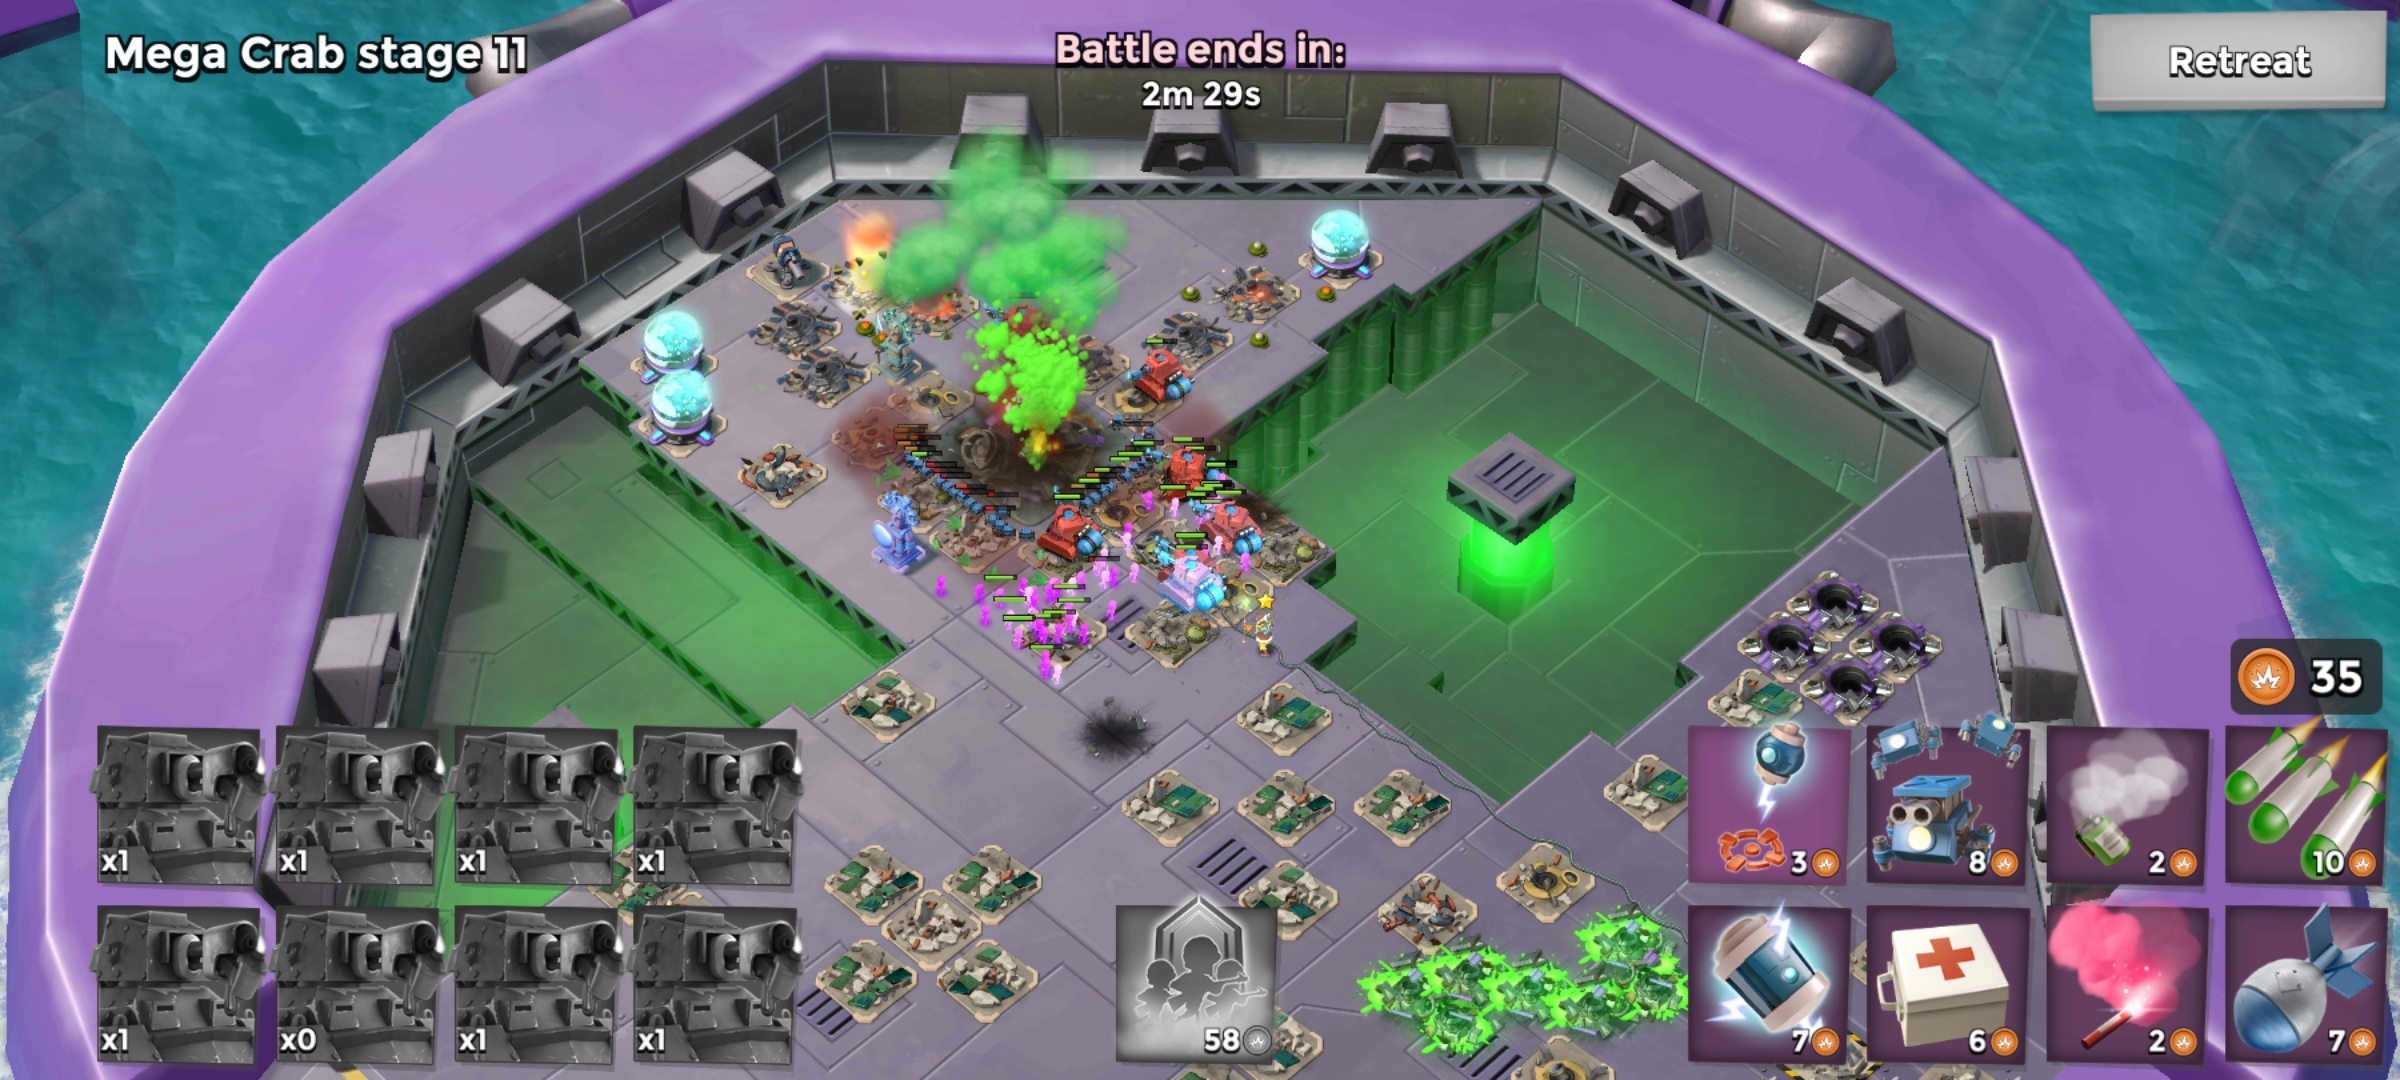 Mega Crab stage 11
Battle ends in:
2m 29s
Retreat
35
x1
x1
x1
x1
3
8
2
10
x1
x0
x1
x1
58
7
6
2
7